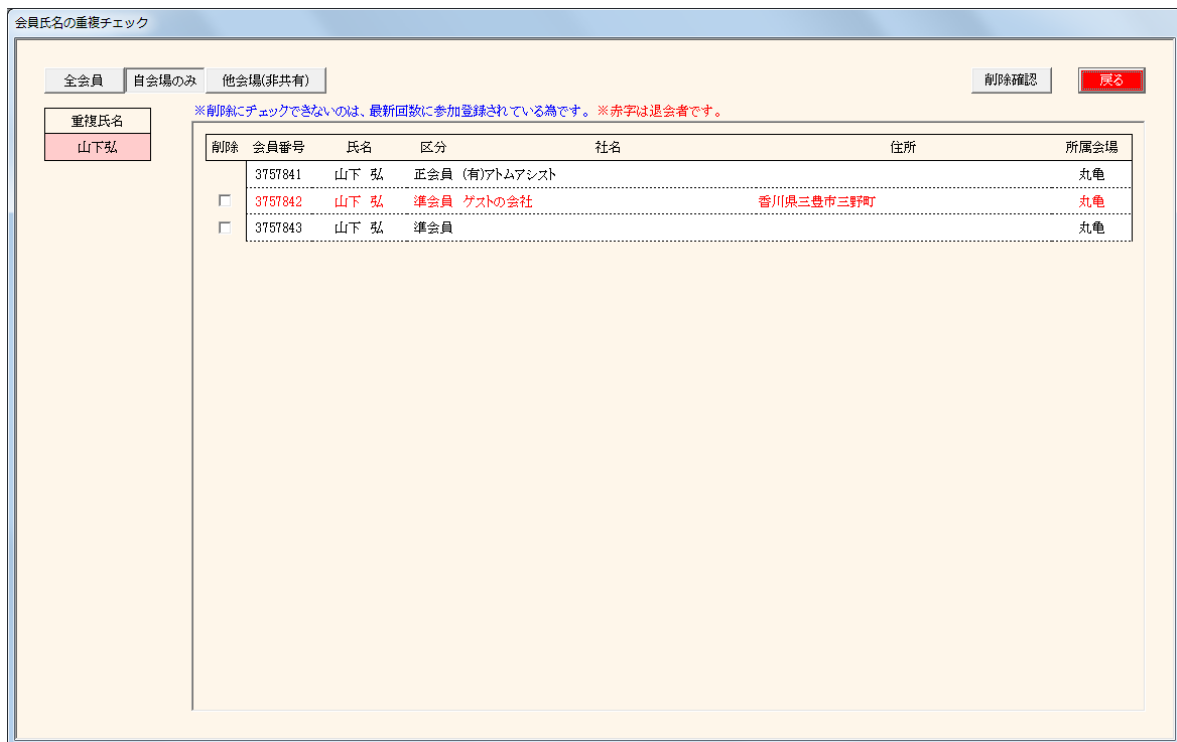 会員氏名の重複チェック
全会員 自会場のみ 他会場(非共有) 削除確認 戻る
※削除にチェックできないのは、最新回数に参加登録されている為です。※赤字は退会者です。
重複氏名
山下弘
削除 会員番号 氏名 区分 社名 住所 所属会場
3757841 山下 弘 正会員 (有)アトムアシスト 丸亀
3757842 山下 弘 準会員 ゲストの会社 香川県三豊市三野町 丸亀
3757843 山下 弘 準会員 丸亀